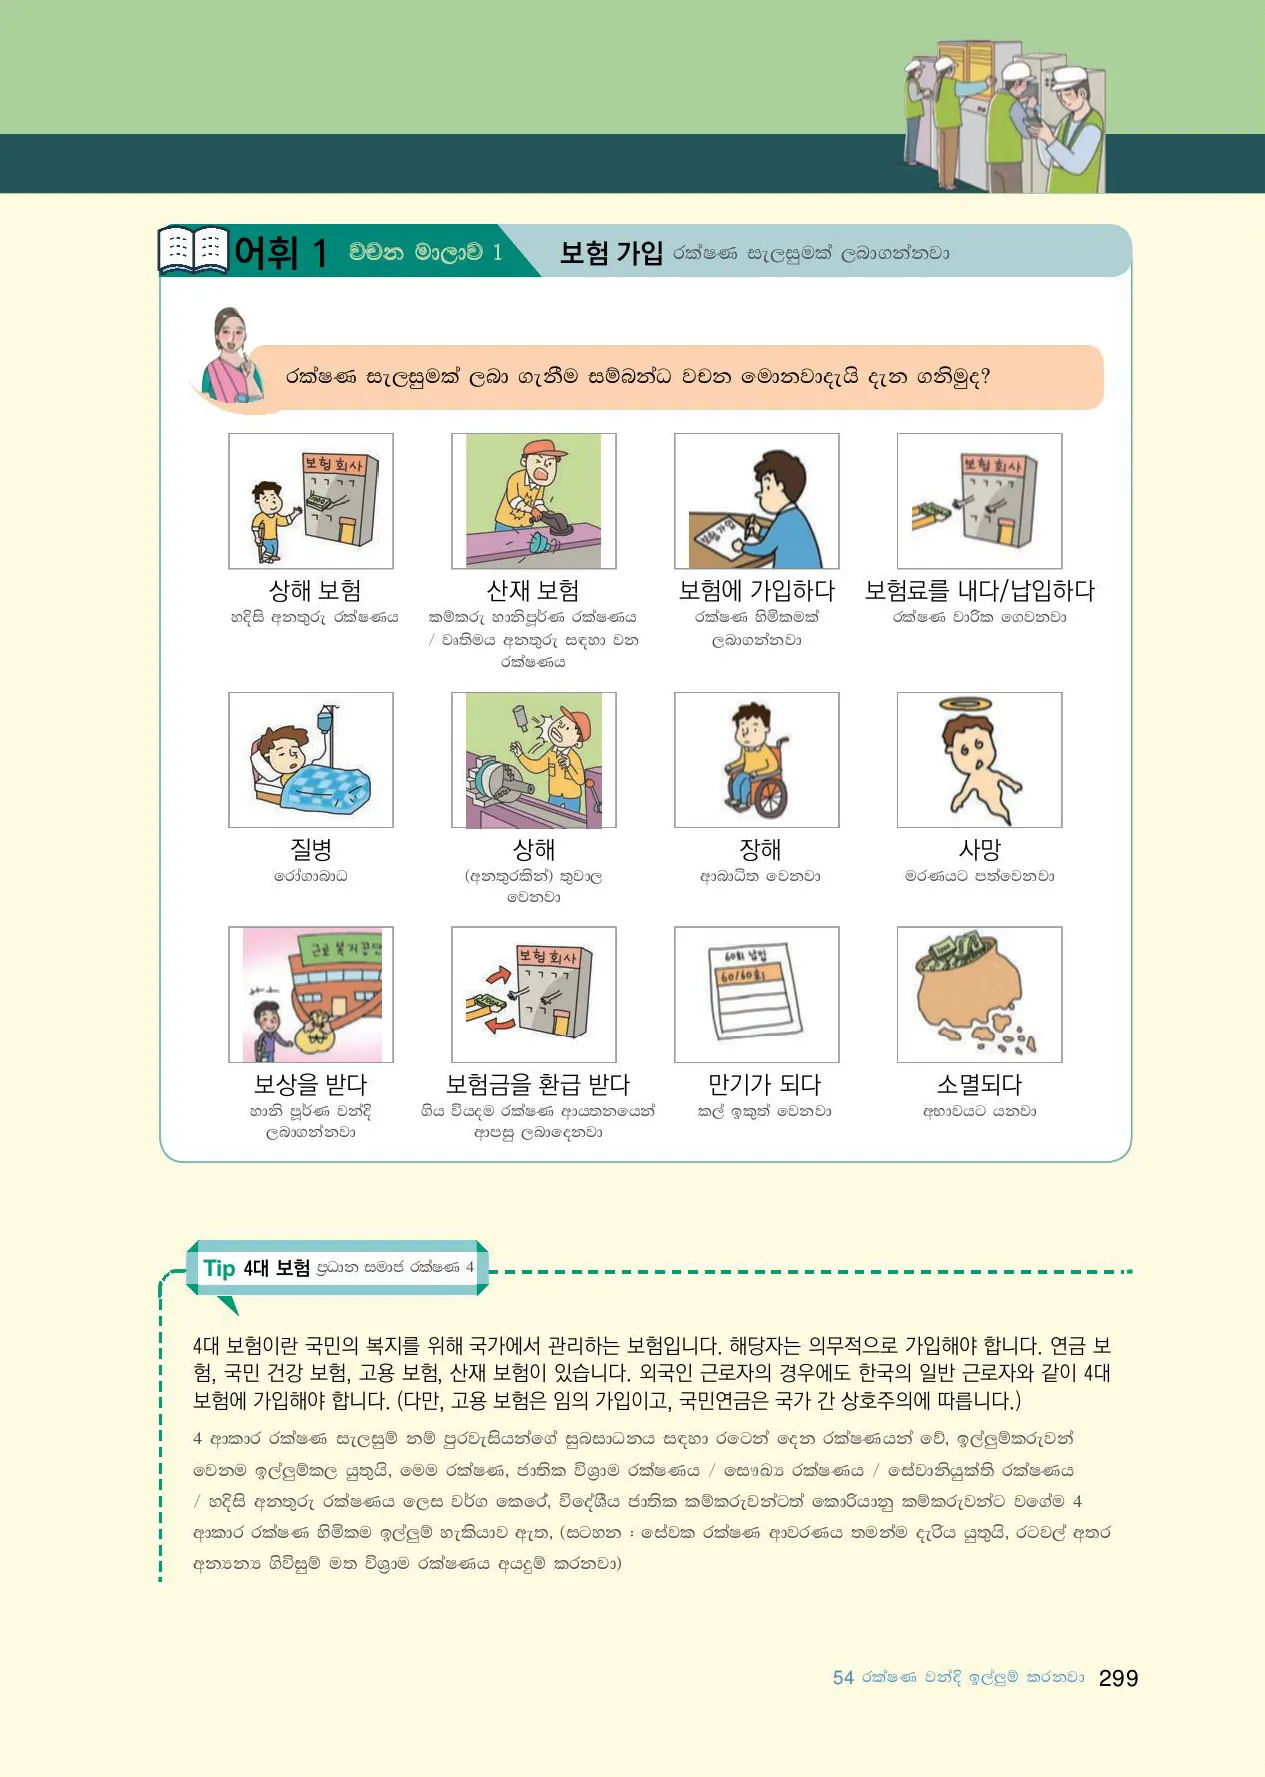 어휘 1 වචන මාලාව 1 보험 가입 රක්ෂණ සැලසුමක් ලබාගන්නවා
රක්ෂණ සැලසුමක් ලබා ගැනීම සම්බන්ධ වචන මොනවාදැයි දැන ගනිමුද?
보험회사
보험가입
보험회사
상해 보험
හදිසි අනතුරු රක්ෂණය
산재 보험
කම්කරු හානිපූර්ණ රක්ෂණය
/ වෘතිමය අනතුරු සඳහා වන
රක්ෂණය
보험에 가입하다
රක්ෂණ හිමිකමක්
ලබාගන්නවා
보험료를 내다/납입하다
රක්ෂණ වාරික ගෙවනවා
질병
රෝගාබාධ
상해
(අනතුරකින්) තුවාල
වෙනවා
장해
ආබාධිත වෙනවා
사망
මරණයට පත්වෙනවා
근로복지공단
보험회사
60회 납입
60/60회
보상을 받다
හානි පූර්ණ වන්දි
ලබාගන්නවා
보험금을 환급 받다
ගිය වියදම රක්ෂණ ආයතනයෙන්
ආපසු ලබාදෙනවා
만기가 되다
කල් ඉකුත් වෙනවා
소멸되다
අභාවයට යනවා
Tip 4대 보험 ප්‍රධාන සමාජ රක්ෂණ 4
4대 보험이란 국민의 복지를 위해 국가에서 관리하는 보험입니다. 해당자는 의무적으로 가입해야 합니다. 연금 보
험, 국민 건강 보험, 고용 보험, 산재 보험이 있습니다. 외국인 근로자의 경우에도 한국의 일반 근로자와 같이 4대
보험에 가입해야 합니다. (다만, 고용 보험은 임의 가입이고, 국민연금은 국가 간 상호주의에 따릅니다.)
4 ආකාර රක්ෂණ සැලසුම් නම් පුරවැසියන්ගේ සුබසාධනය සඳහා රටෙන් දෙන රක්ෂණයන් වේ, ඉල්ලුම්කරුවන්
වෙනම ඉල්ලුම්කල යුතුයි, මෙම රක්ෂණ, ජාතික විශ්‍රාම රක්ෂණය / සෞඛ්‍ය රක්ෂණය / සේවානියුක්ති රක්ෂණය
/ හදිසි අනතුරු රක්ෂණය ලෙස වර්ග කෙරේ, විදේශීය ජාතික කම්කරුවන්ටත් කොරියානු කම්කරුවන්ට වගේම 4
ආකාර රක්ෂණ හිමිකම ඉල්ලුම් හැකියාව ඇත, (සටහන : සේවක රක්ෂණ ආවරණය තමන්ම දැරිය යුතුයි, රටවල් අතර
අන්‍යන්‍ය ගිවිසුම් මත විශ්‍රාම රක්ෂණය අයදුම් කරනවා)
54 රක්ෂණ වන්දි ඉල්ලුම් කරනවා 299